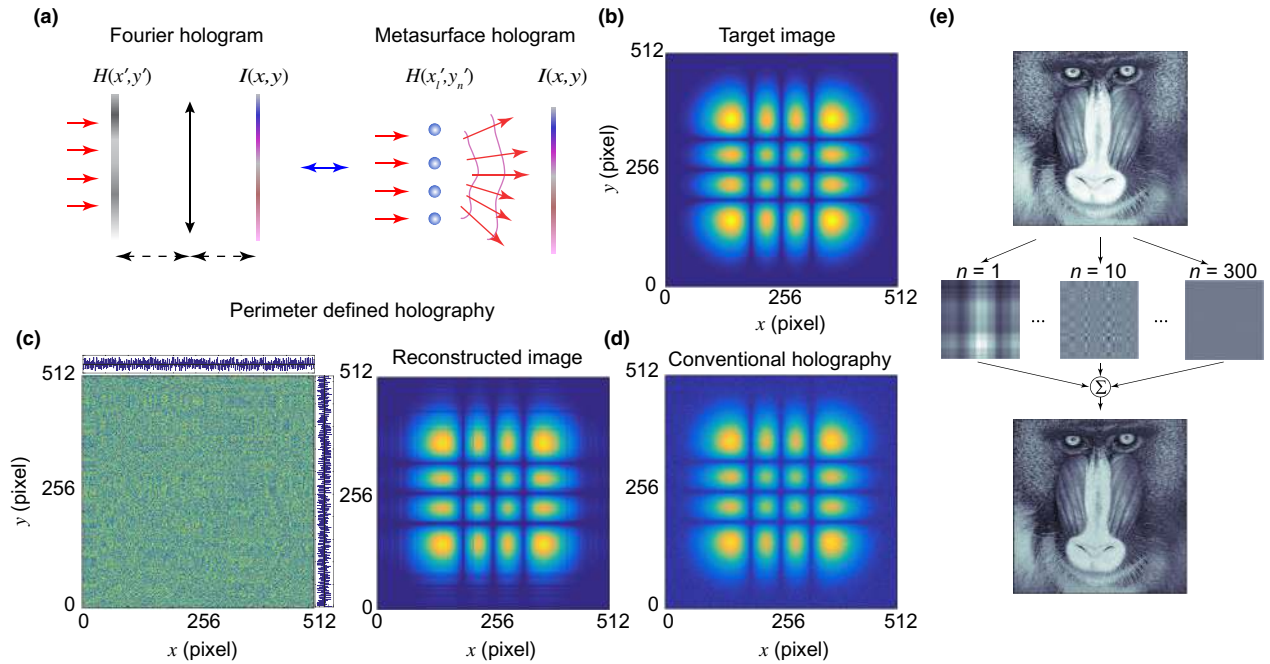 (a)
Fourier hologram
H(x′,y′)
I(x,y)
Metasurface hologram
H(x_l′,y_n′)
I(x,y)
(b)
Target image
512
256
0
y (pixel)
0 256 512
x (pixel)
Perimeter defined holography
(c)
512
256
0
y (pixel)
0 256 512
x (pixel)
Reconstructed image
512
256
0
0 256 512
x (pixel)
(d)
Conventional holography
512
256
0
0 256 512
x (pixel)
(e)
n = 1
n = 10
n = 300
... ...
Σ